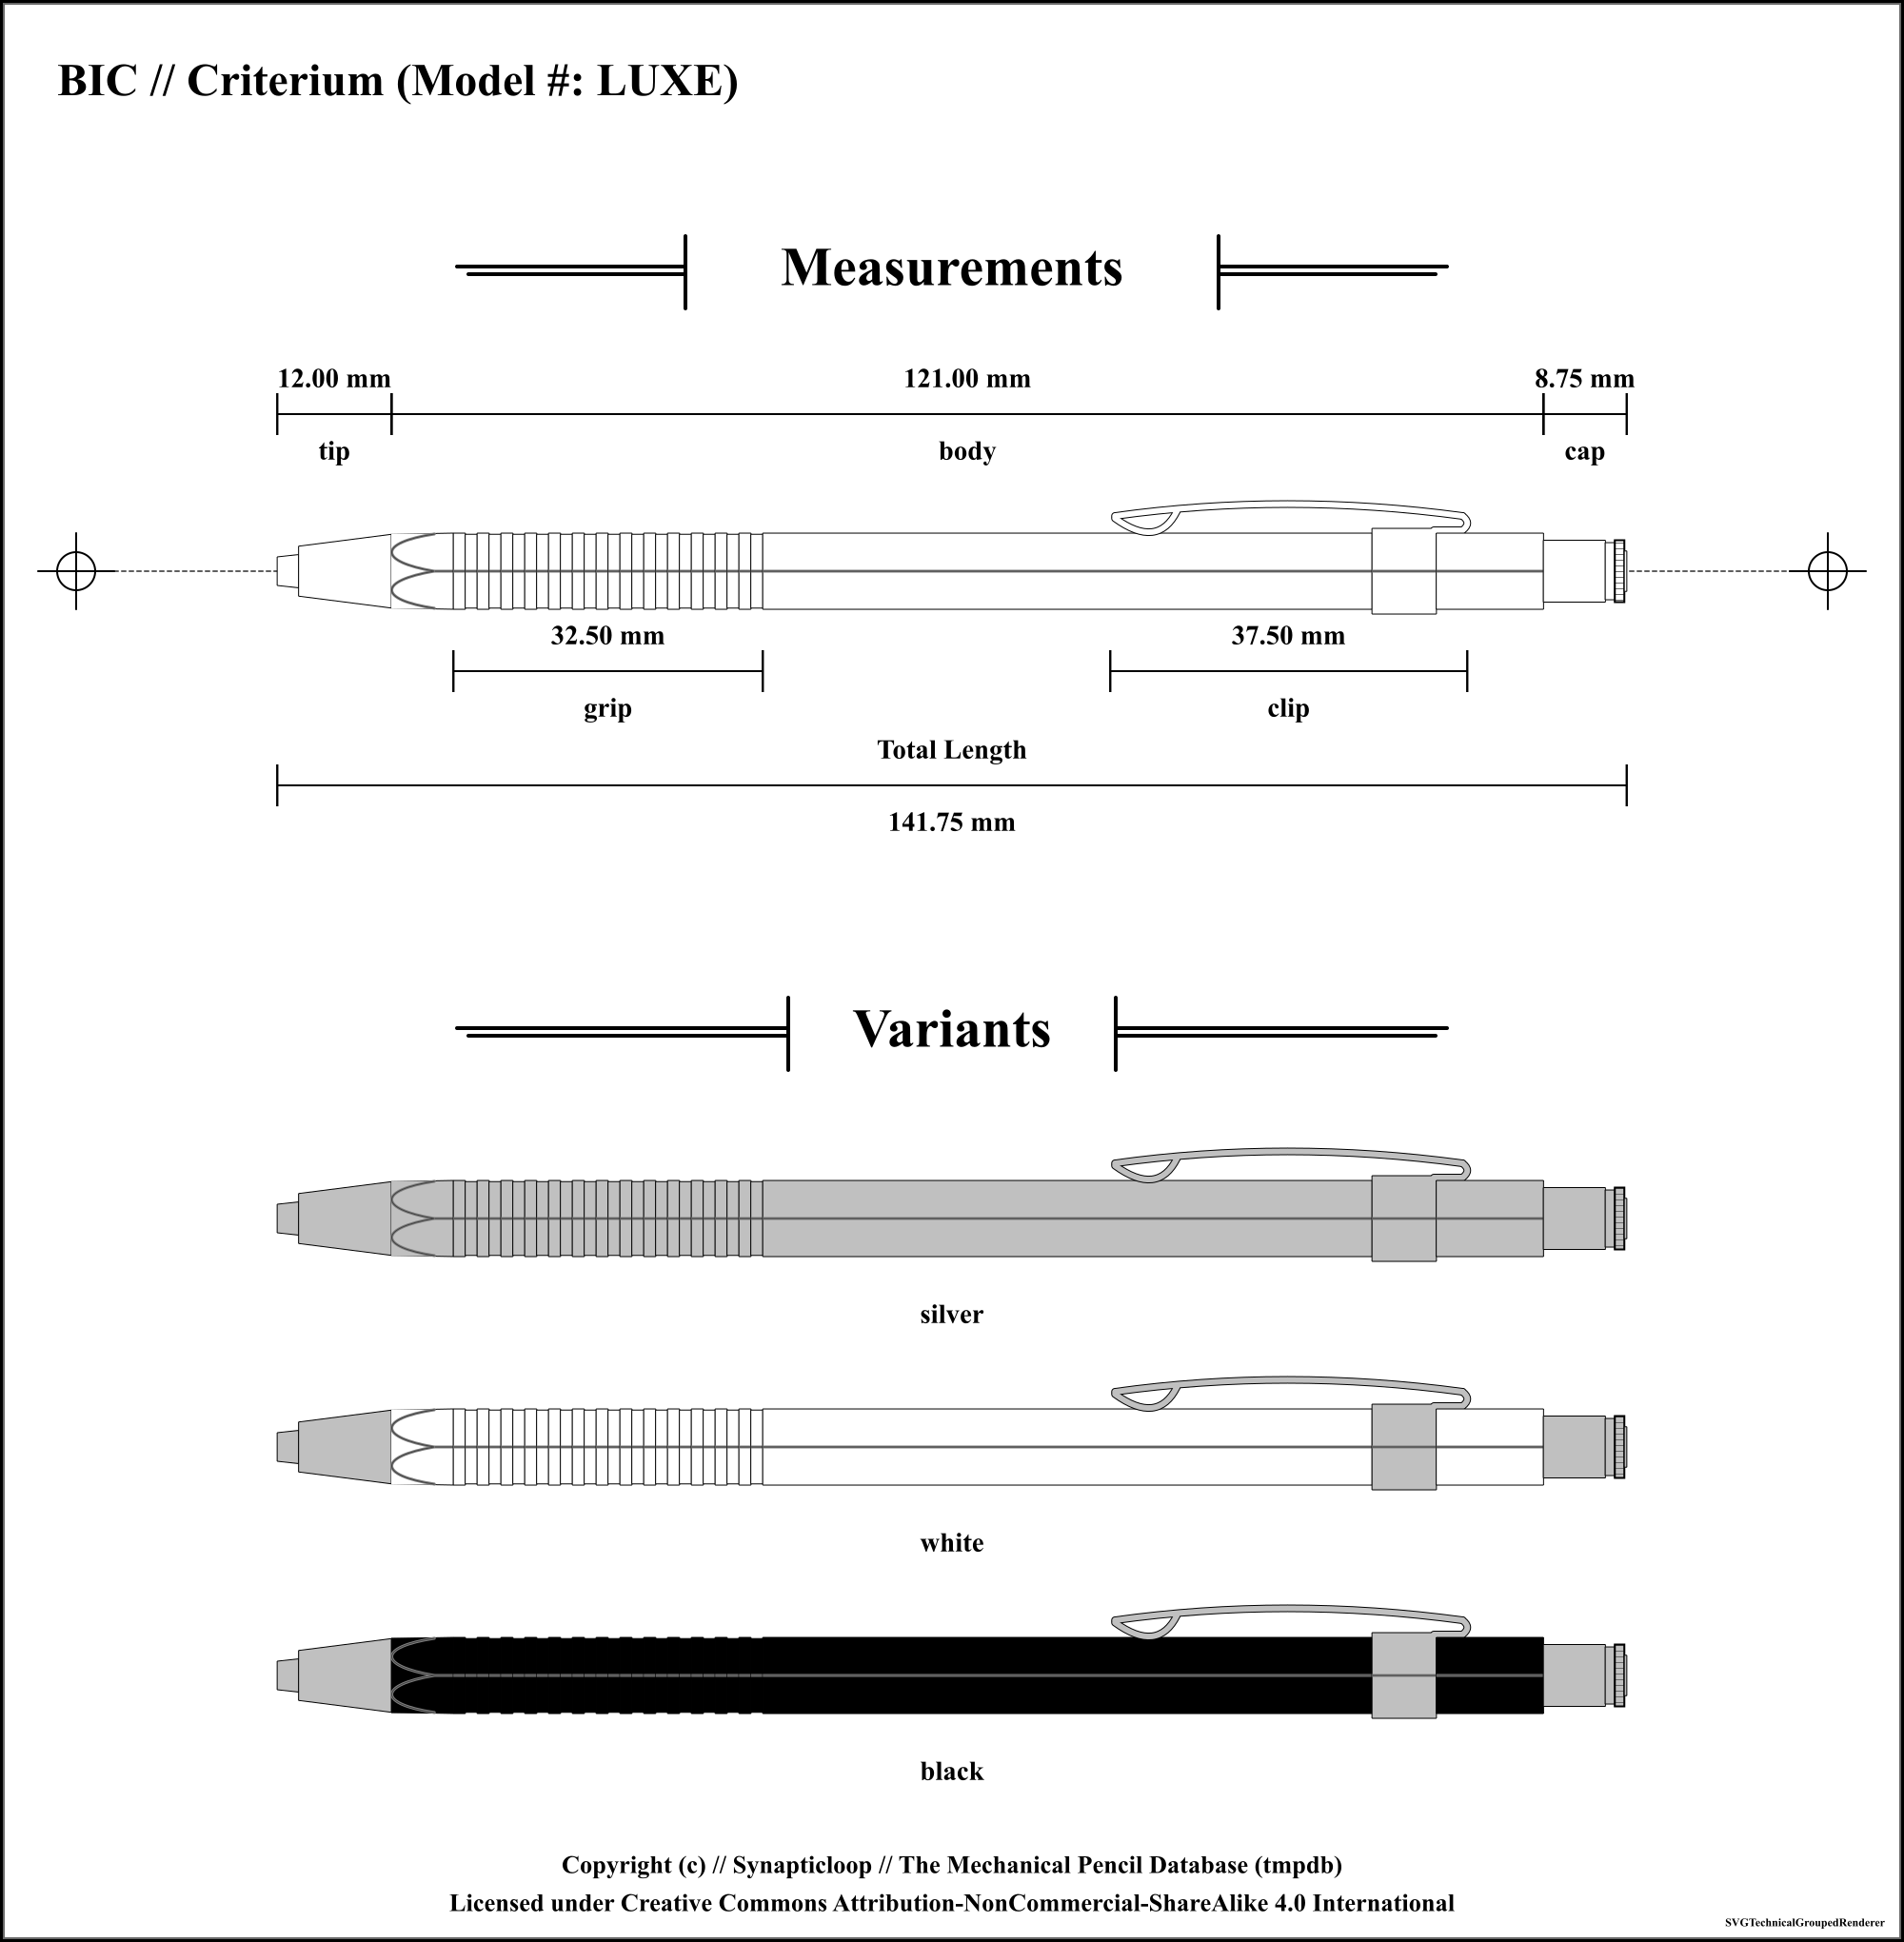 BIC // Criterium (Model #: LUXE)
Measurements
12.00 mm
121.00 mm
8.75 mm
tip
body
cap
32.50 mm
37.50 mm
grip
clip
Total Length
141.75 mm
Variants
silver
white
black
Copyright (c) // Synapticloop // The Mechanical Pencil Database (tmpdb)
Licensed under Creative Commons Attribution-NonCommercial-ShareAlike 4.0 International
SVGTechnicalGroupedRenderer